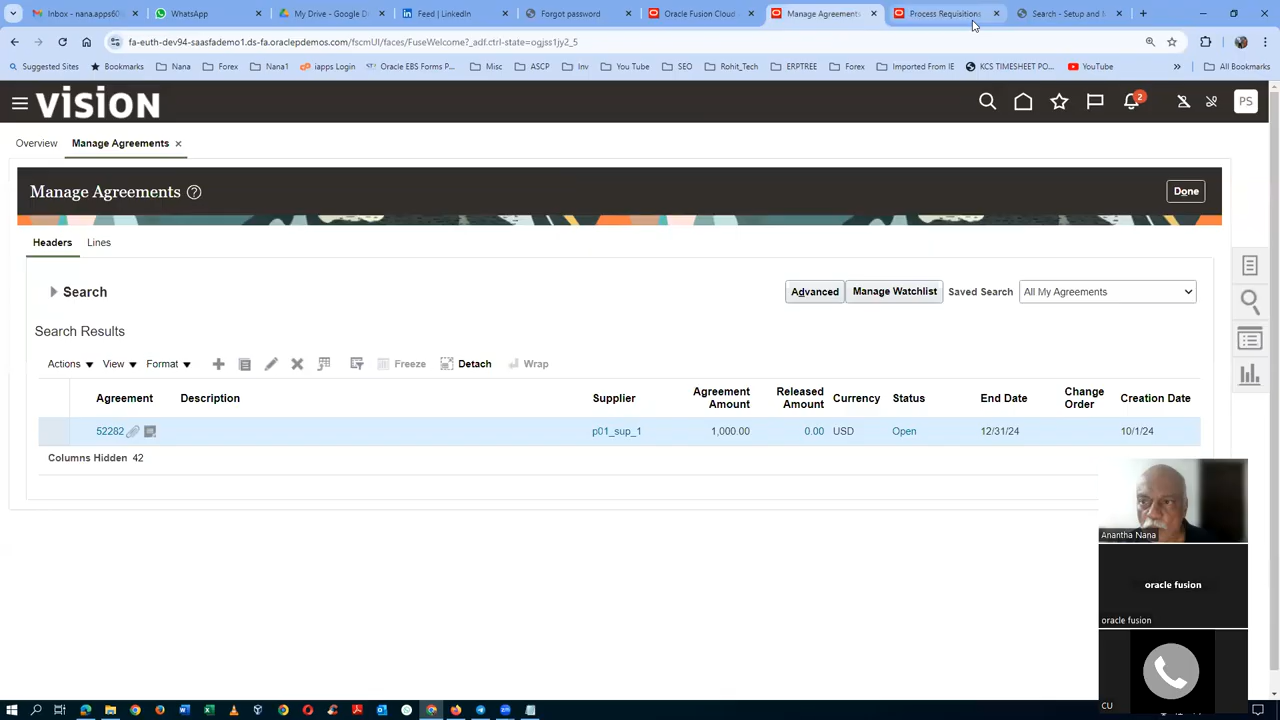 Inbox - nana.apps60
WhatsApp
My Drive - Google D
Feed | LinkedIn
Forgot password
Oracle Fusion Cloud
Manage Agreements
Process Requisitions
Search - Setup and M
fa-euth-dev94-saasfademo1.ds-fa.oraclepdemos.com/fscmUI/faces/FuseWelcome?_adf.ctrl-state=ogjss1jy2_5
Suggested Sites
Bookmarks
Nana
Forex
Nana1
iapps Login
Oracle EBS Forms P...
Misc
ASCP
Inv
You Tube
SEO
Rohit_Tech
ERPTREE
Forex
Imported From IE
KCS TIMESHEET PO...
YouTube
»
All Bookmarks
vision
2
PS
Overview
Manage Agreements
Manage Agreements
Done
Headers
Lines
Search
Advanced
Manage Watchlist
Saved Search
All My Agreements
Search Results
Actions
View
Format
Freeze
Detach
Wrap
Agreement
Description
Supplier
Agreement Amount
Released Amount
Currency
Status
End Date
Change Order
Creation Date
52282
p01_sup_1
1,000.00
0.00
USD
Open
12/31/24
10/1/24
Columns Hidden 42
Anantha Nana
oracle fusion
oracle fusion
CU